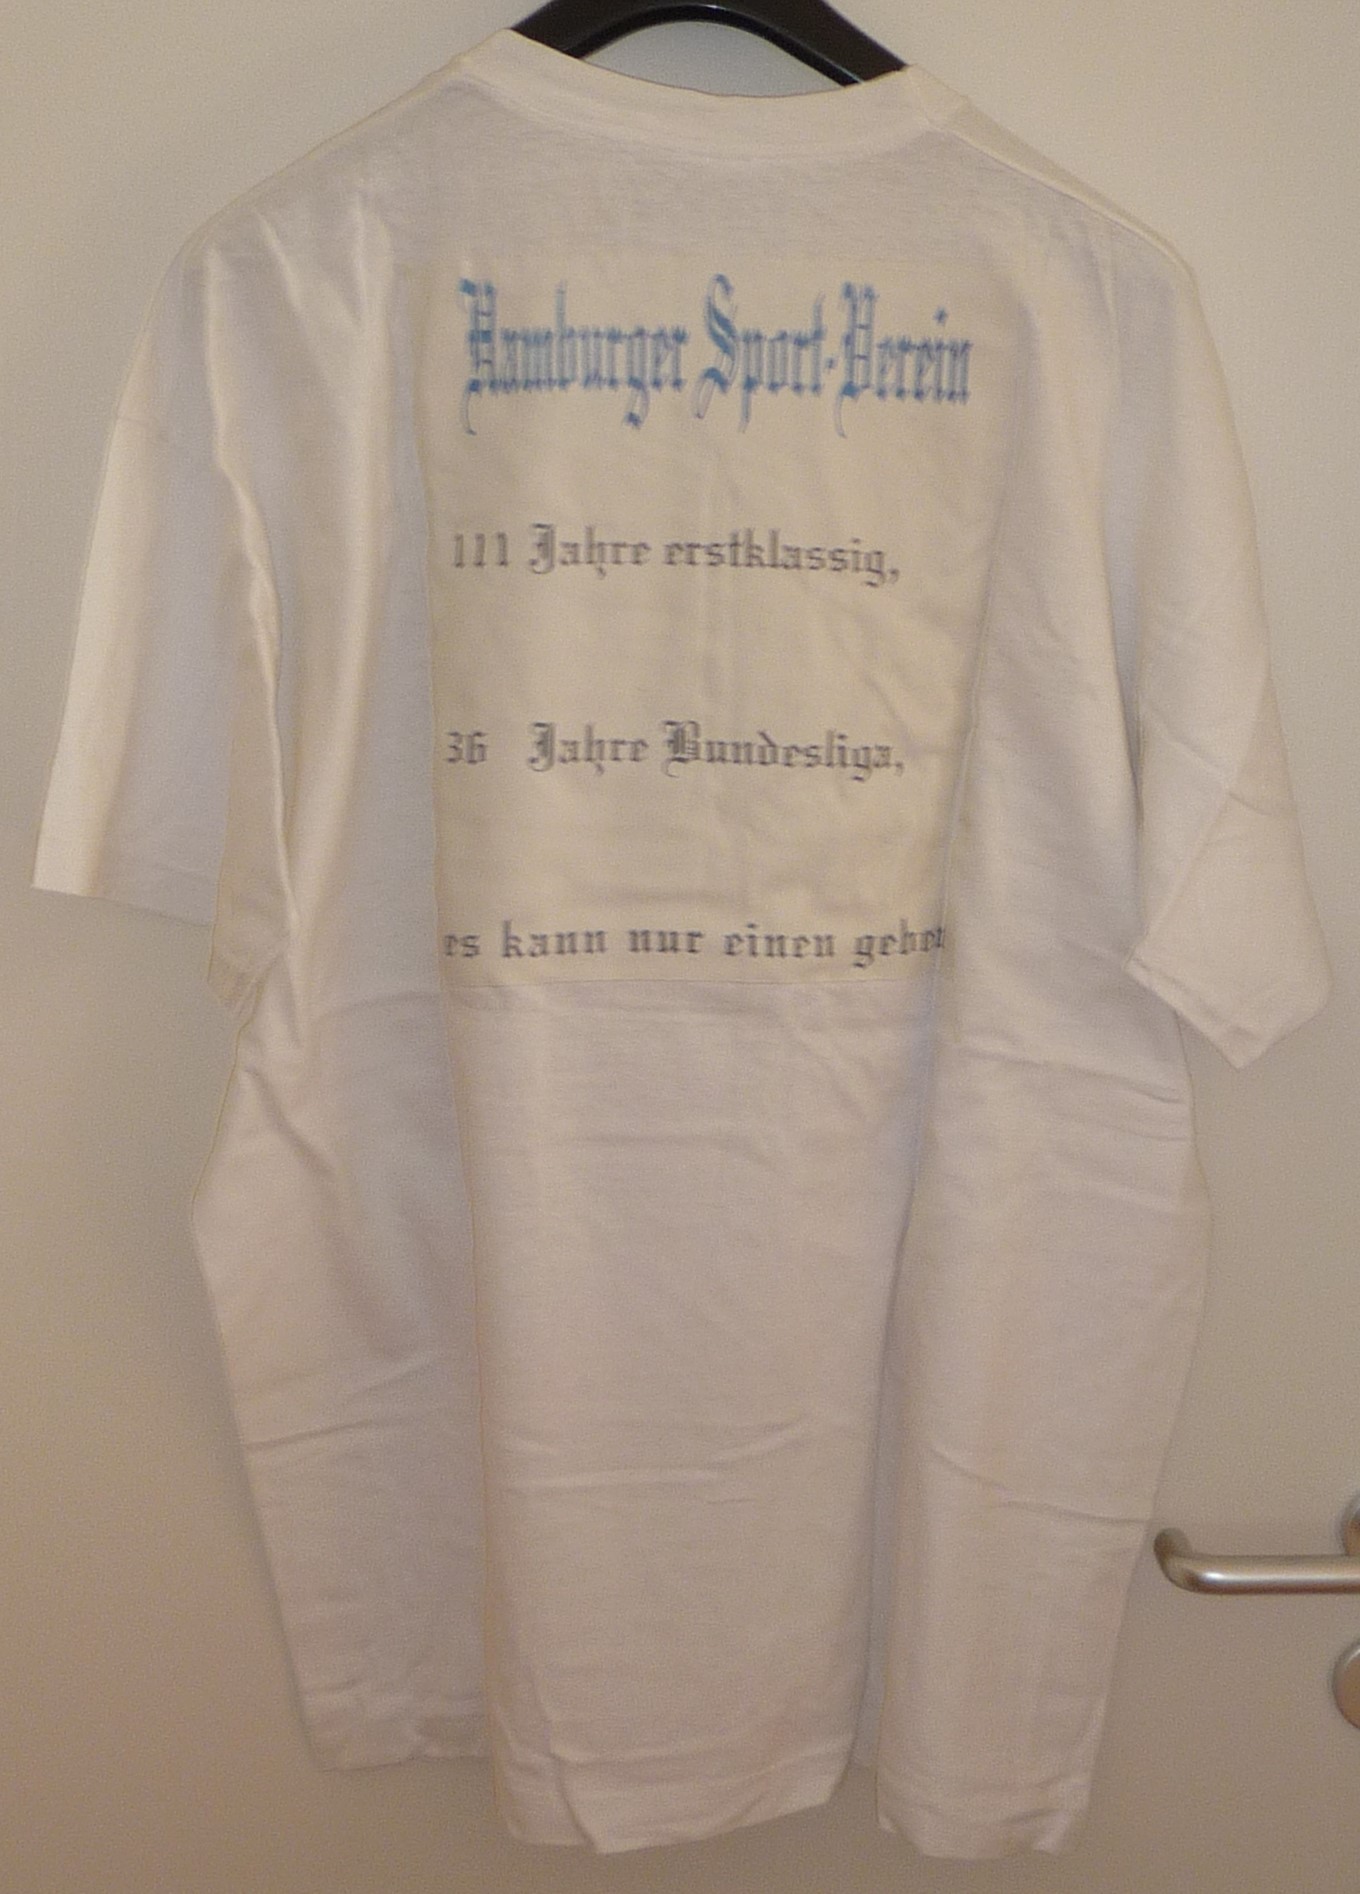 Hamburger Sport-Verein
111 Jahre erstklassig,
36 Jahre Bundesliga,
es kann nur einen geben